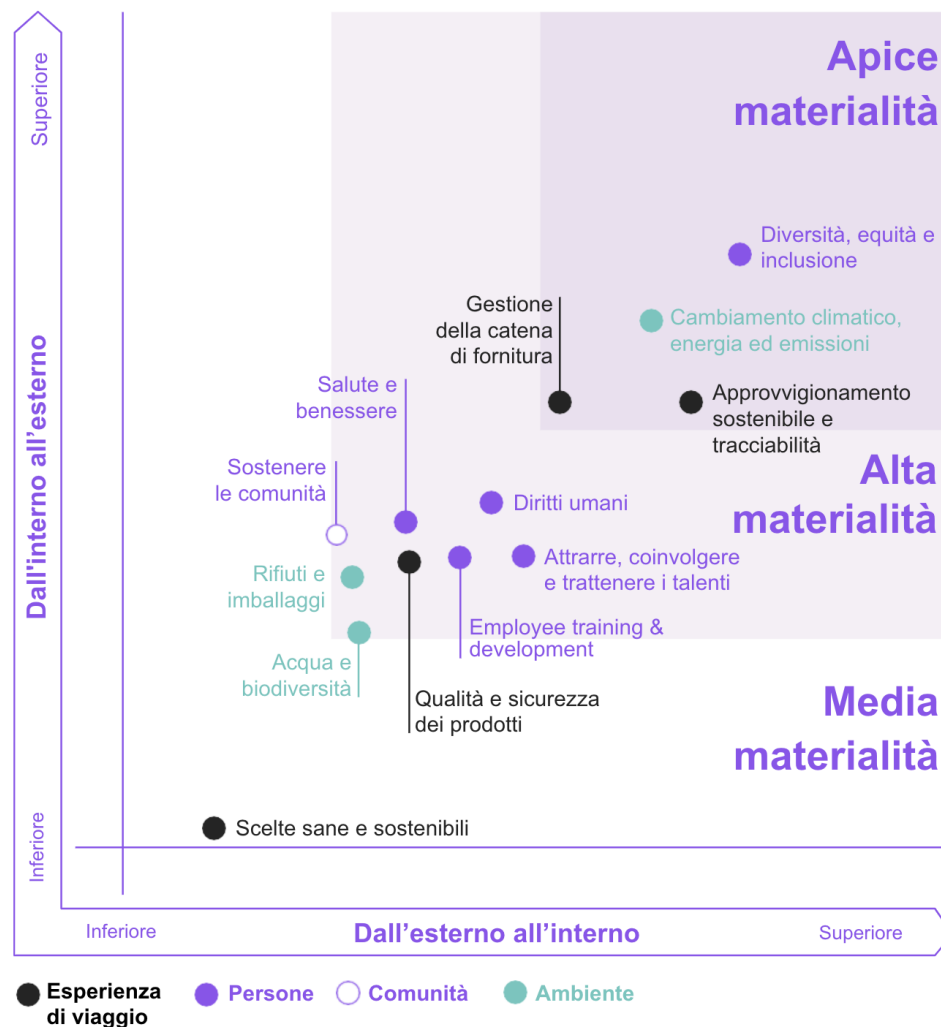 Apice
materialità
Superiore
Diversità, equità e
inclusione
Gestione
della catena
di fornitura
Cambiamento climatico,
energia ed emissioni
Salute e
benessere
Approvvigionamento
sostenibile e
tracciabilità
Dall'interno all'esterno
Alta
materialità
Sostenere
le comunità
Diritti umani
Attrarre, coinvolgere
e trattenere i talenti
Rifiuti e
imballaggi
Employee training &
development
Acqua e
biodiversità
Qualità e sicurezza
dei prodotti
Media
materialità
Scelte sane e sostenibili
Inferiore
Inferiore
Dall'esterno all'interno
Superiore
Esperienza
di viaggio
Persone
Comunità
Ambiente